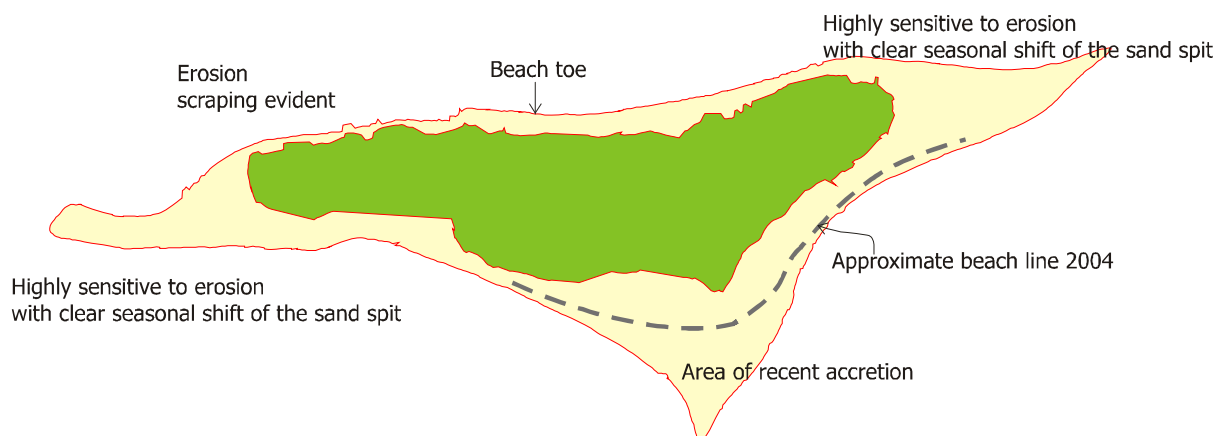 Highly sensitive to erosion
with clear seasonal shift of the sand spit
Erosion
scraping evident
Beach toe
Approximate beach line 2004
Highly sensitive to erosion
with clear seasonal shift of the sand spit
Area of recent accretion